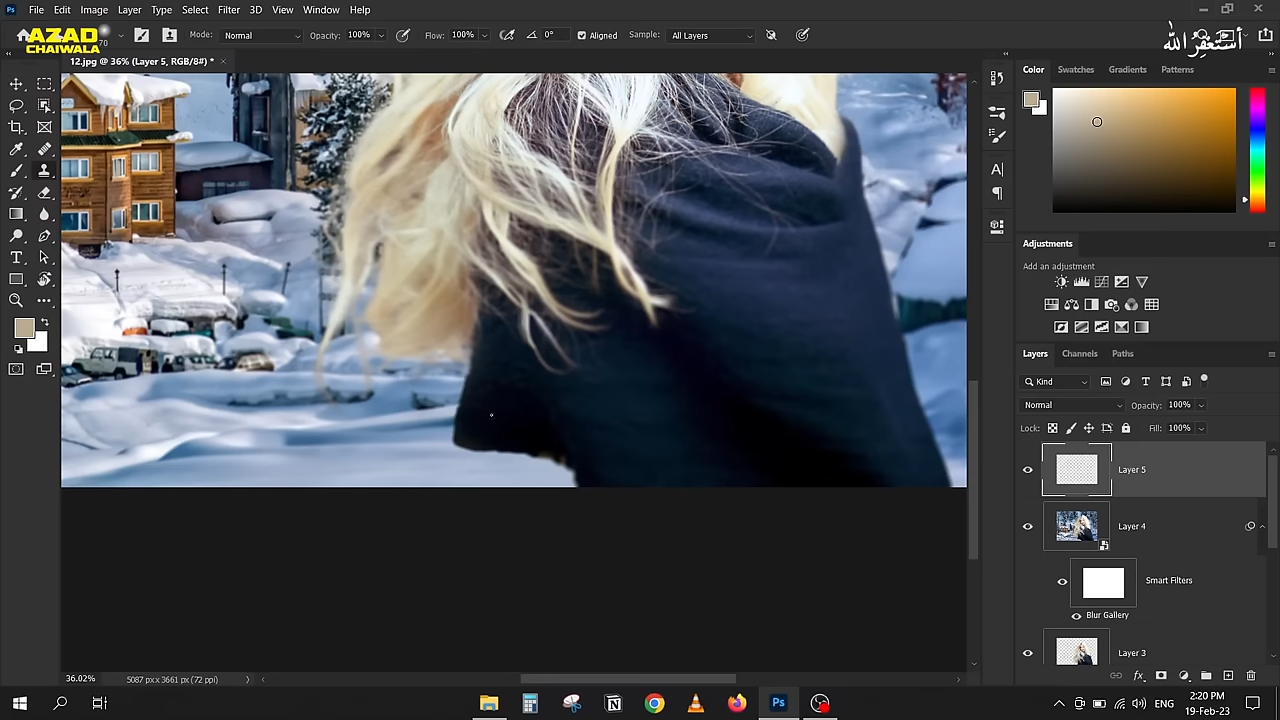 File Edit Image Layer Type Select Filter 3D View Window Help
AZAD
CHAIWALA
70 Mode: Normal Opacity: 100% Flow: 100% 0° Aligned Sample: All Layers
أستغفر الله
12.jpg @ 36% (Layer 5, RGB/8#) * ×
Color Swatches Gradients Patterns
Adjustments
Add an adjustment
Layers Channels Paths
Kind
Normal Opacity: 100%
Lock: Fill: 100%
Layer 5
Layer 4
Smart Filters
Blur Gallery
Layer 3
36.02% 5087 px x 3661 px (72 ppi)
ENG
2:20 PM
19-Feb-23